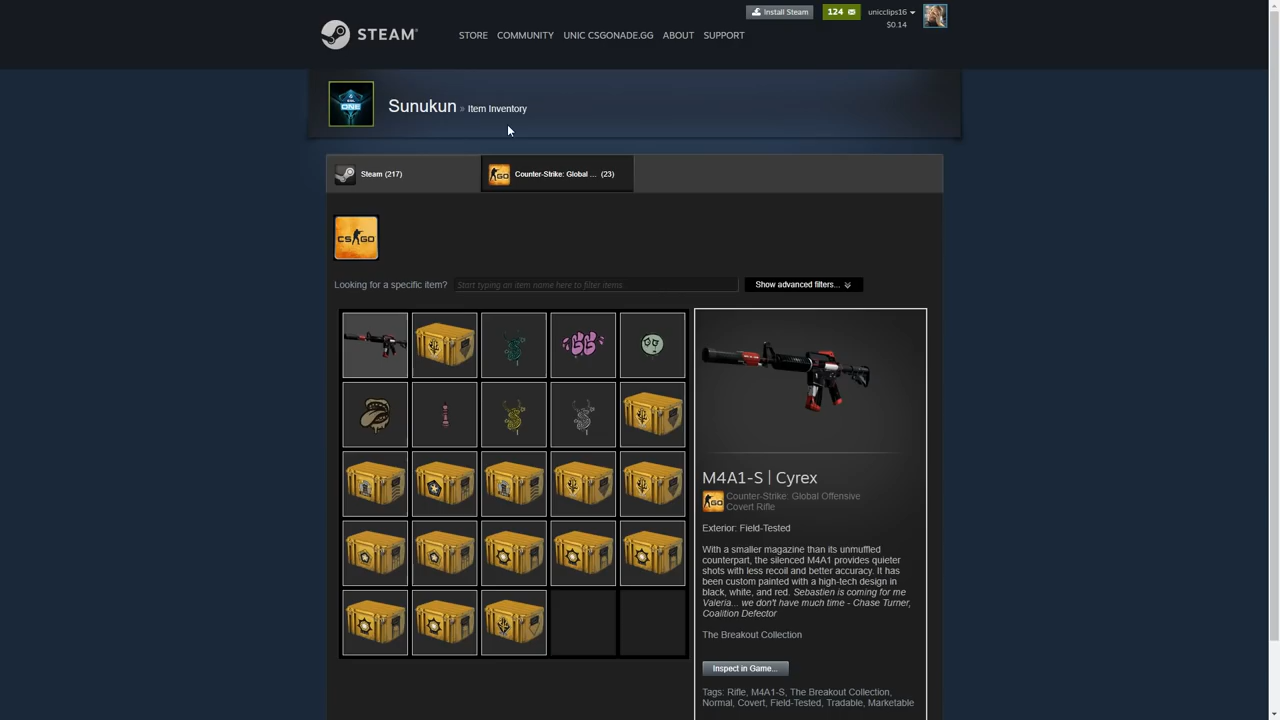 Install Steam
124
unicclips16
$0.14
STEAM
STORE COMMUNITY UNIC CSGONADE.GG ABOUT SUPPORT
Sunukun » Item Inventory
Steam (217)
Counter-Strike: Global ... (23)
CS GO
Looking for a specific item?
Start typing an item name here to filter items
Show advanced filters...
M4A1-S | Cyrex
Counter-Strike: Global Offensive
Covert Rifle
Exterior: Field-Tested
With a smaller magazine than its unmuffled
counterpart, the silenced M4A1 provides quieter
shots with less recoil and better accuracy. It has
been custom painted with a high-tech design in
black, white, and red. Sebastien is coming for me
Valeria... we don't have much time - Chase Turner,
Coalition Defector
The Breakout Collection
Inspect in Game...
Tags: Rifle, M4A1-S, The Breakout Collection,
Normal, Covert, Field-Tested, Tradable, Marketable